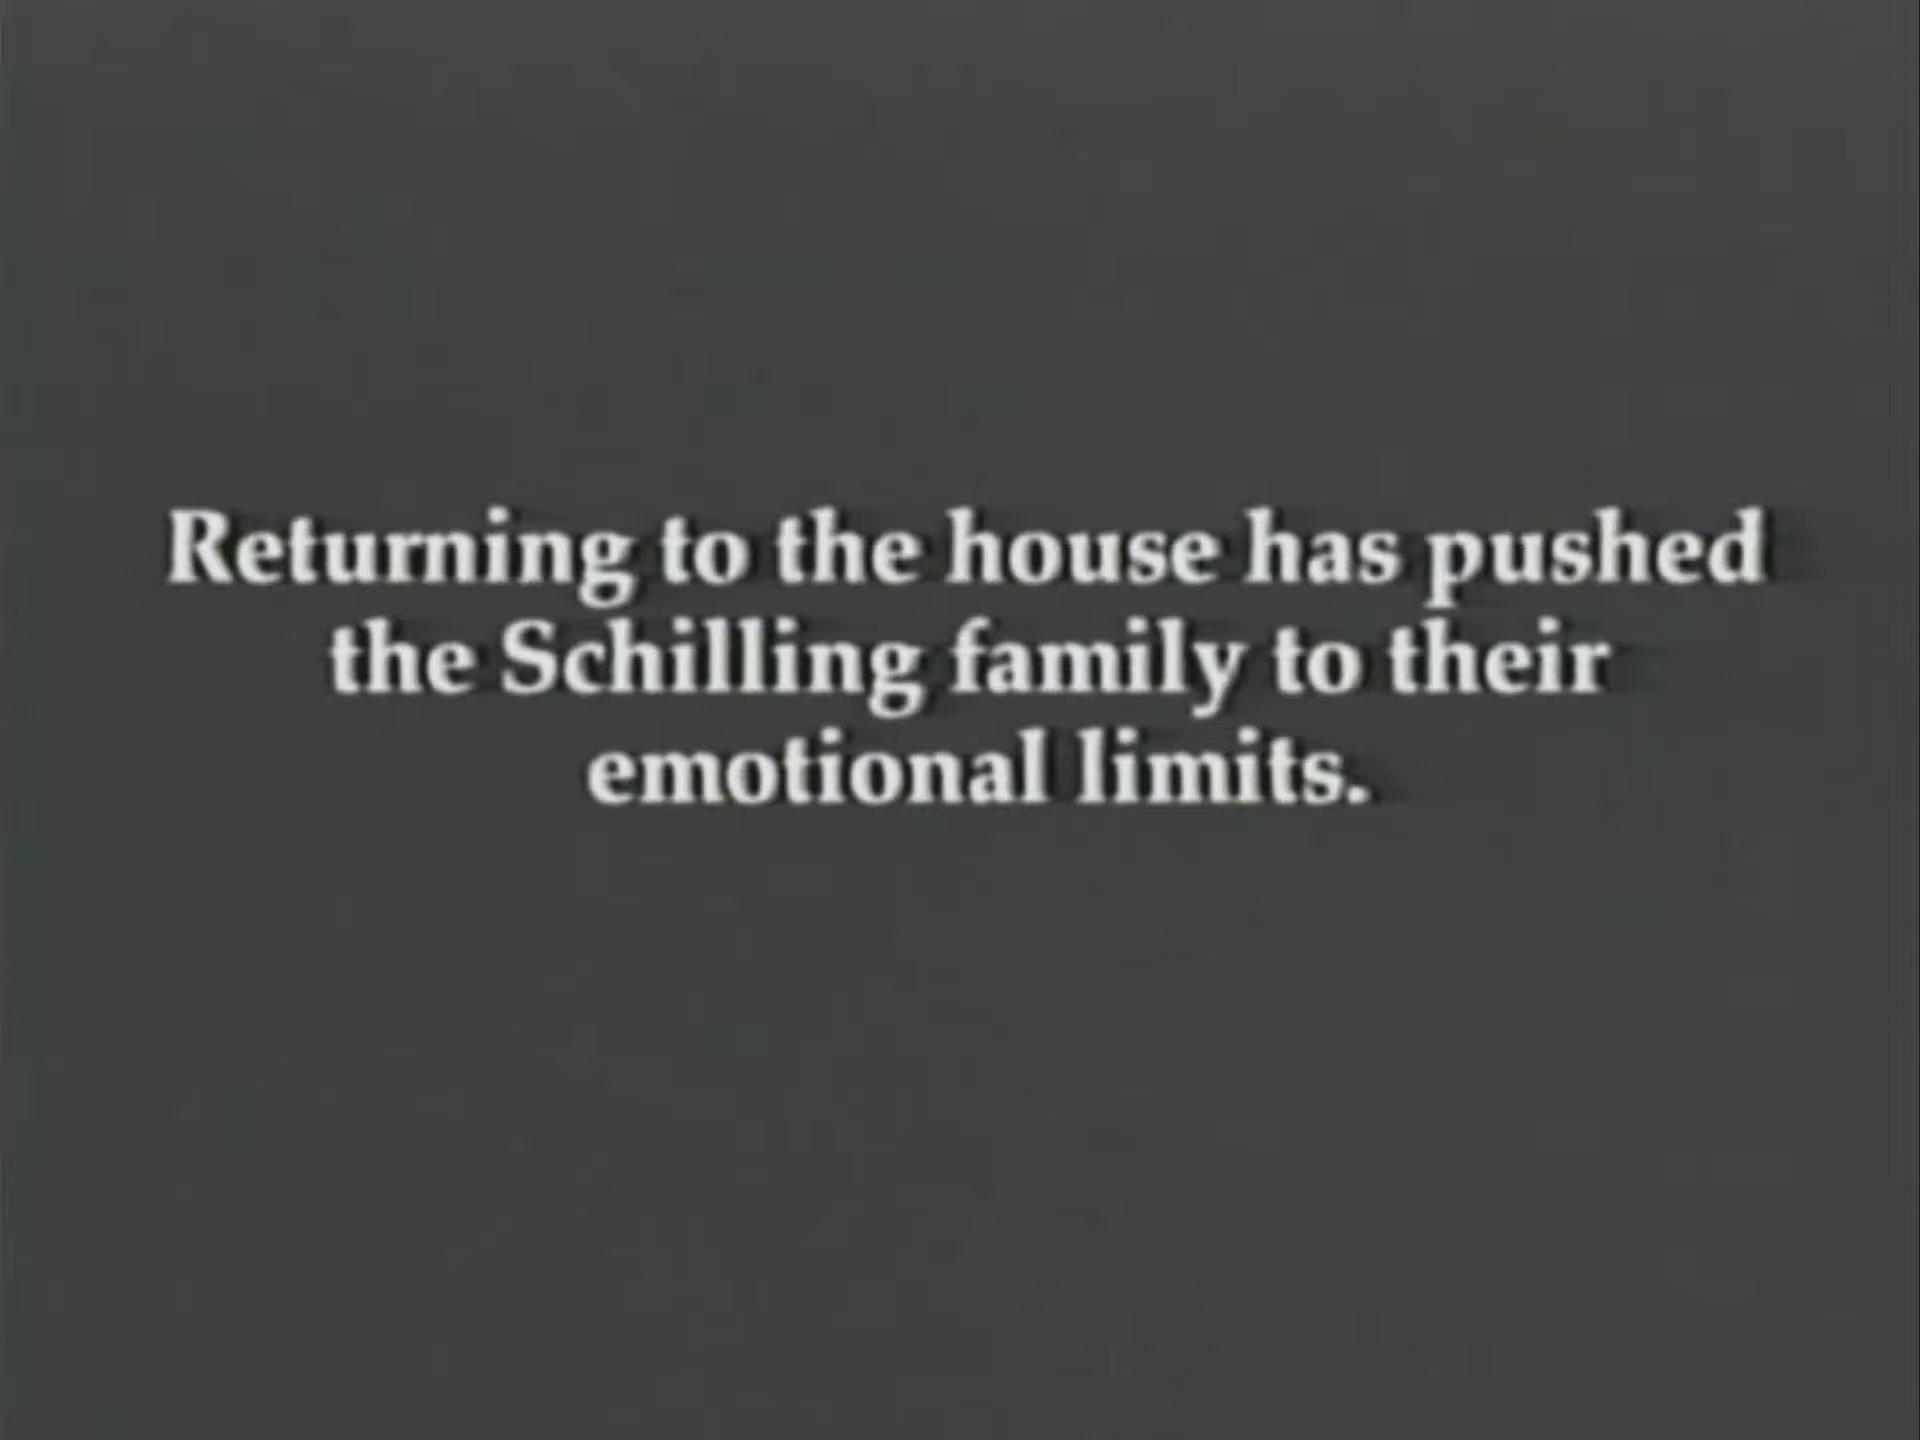 Returning to the house has pushed
the Schilling family to their
emotional limits.